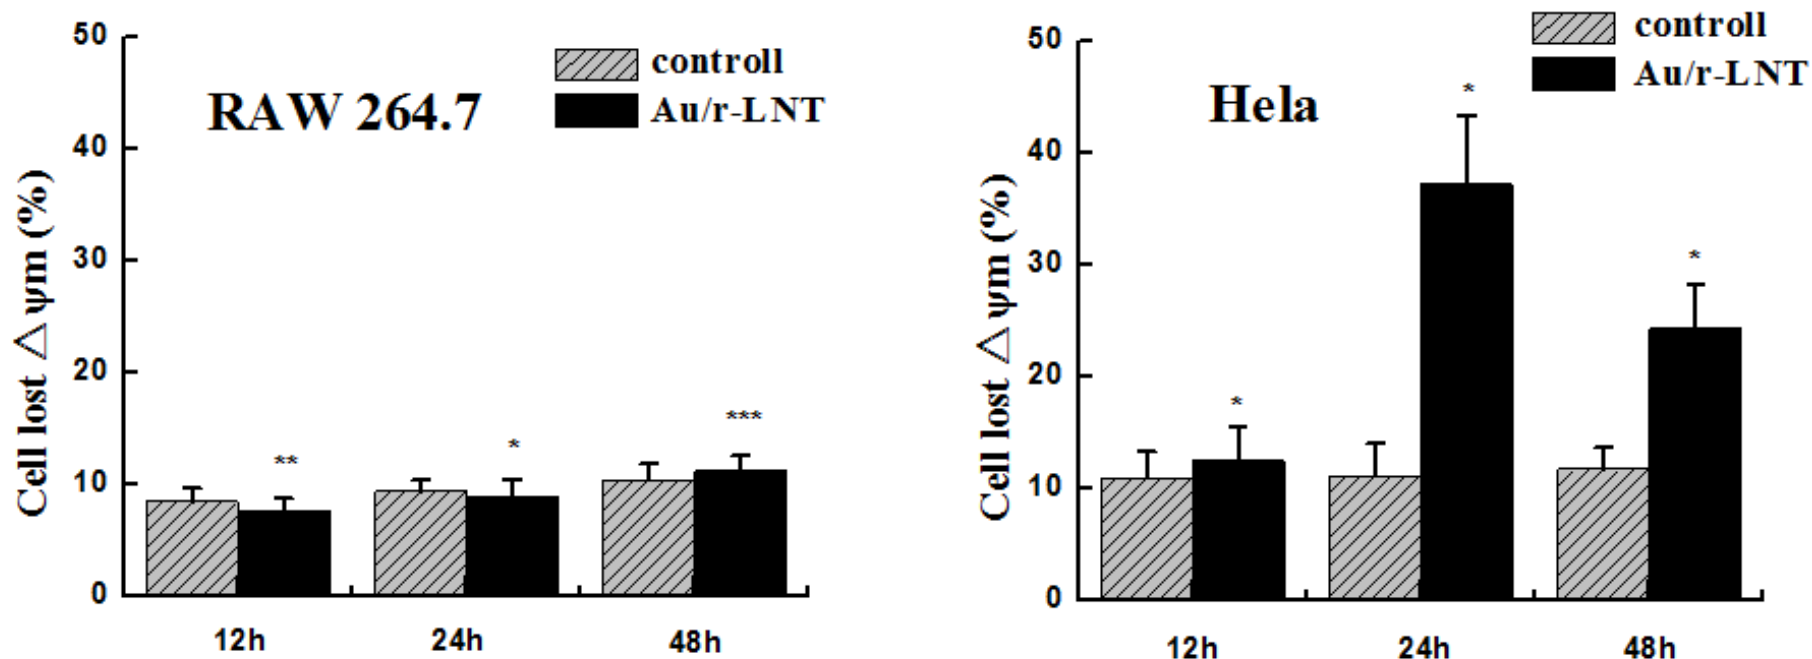 50
40
30
20
10
0
Cell lost △ψm (%)
RAW 264.7
controll
Au/r-LNT
**
*
***
12h 24h 48h
50
40
30
20
10
0
Cell lost △ψm (%)
Hela
controll
Au/r-LNT
*
*
*
12h 24h 48h